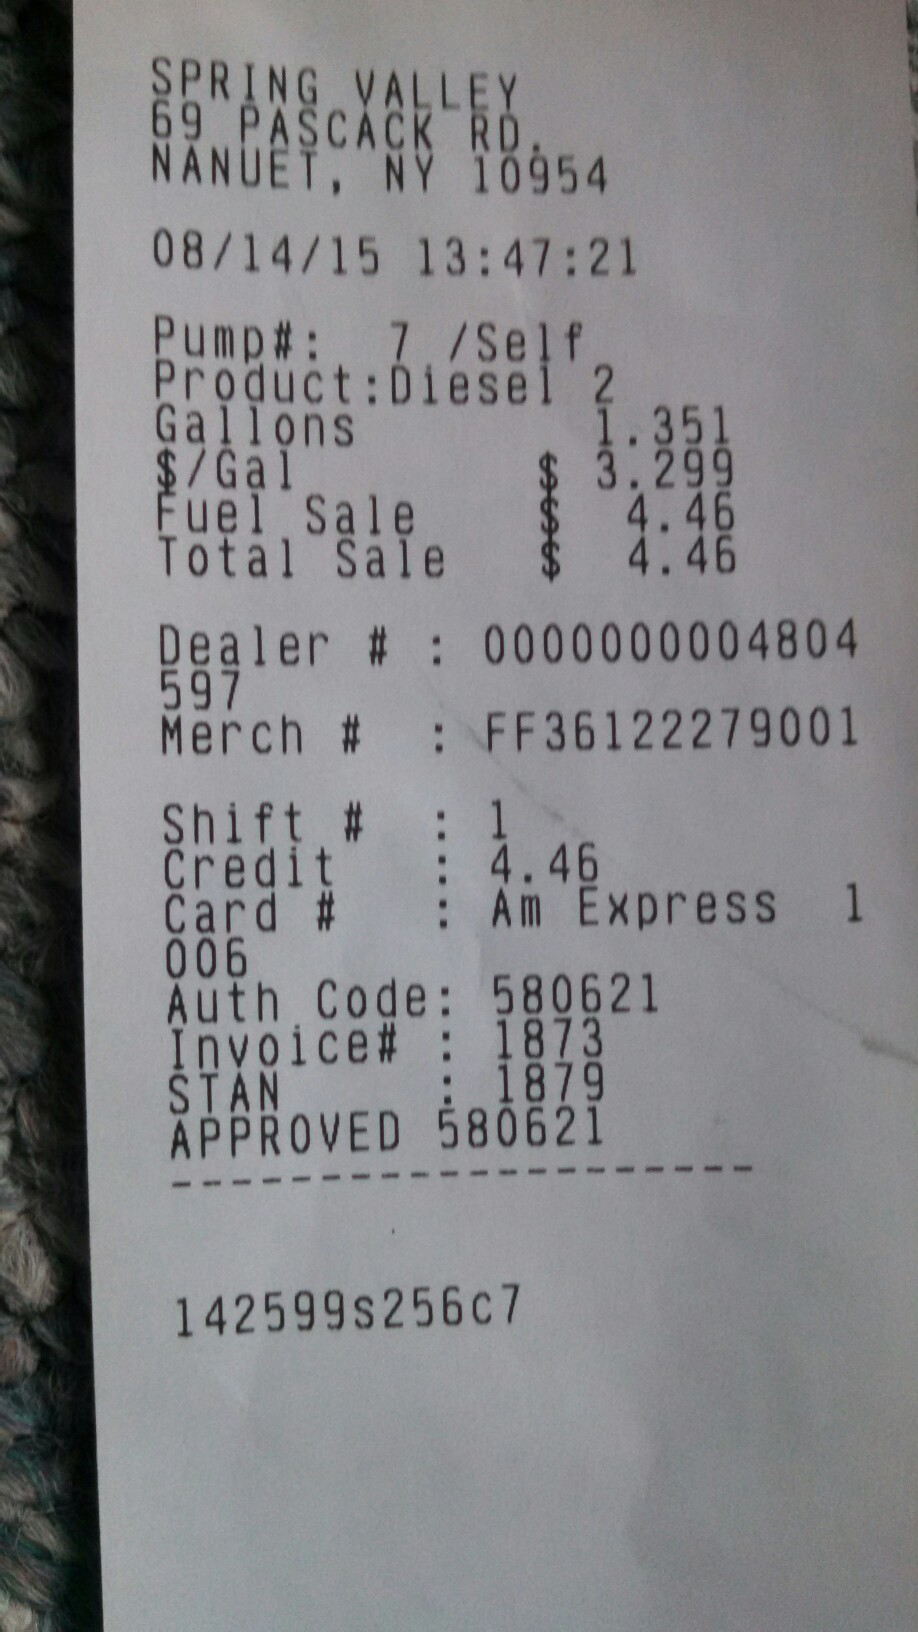 SPRING VALLEY
69 PASCACK RD.
NANUET, NY 10954
08/14/15 13:47:21
Pump#: 7 /Self
Product:Diesel 2
Gallons 1.351
$/Gal $ 3.299
Fuel Sale $ 4.46
Total Sale $ 4.46
Dealer # : 0000000004804
597
Merch # : FF36122279001
Shift # : 1
Credit : 4.46
Card # : Am Express 1
006
Auth Code: 580621
Invoice# : 1873
STAN : 1879
APPROVED 580621
--------------------
142599s256c7